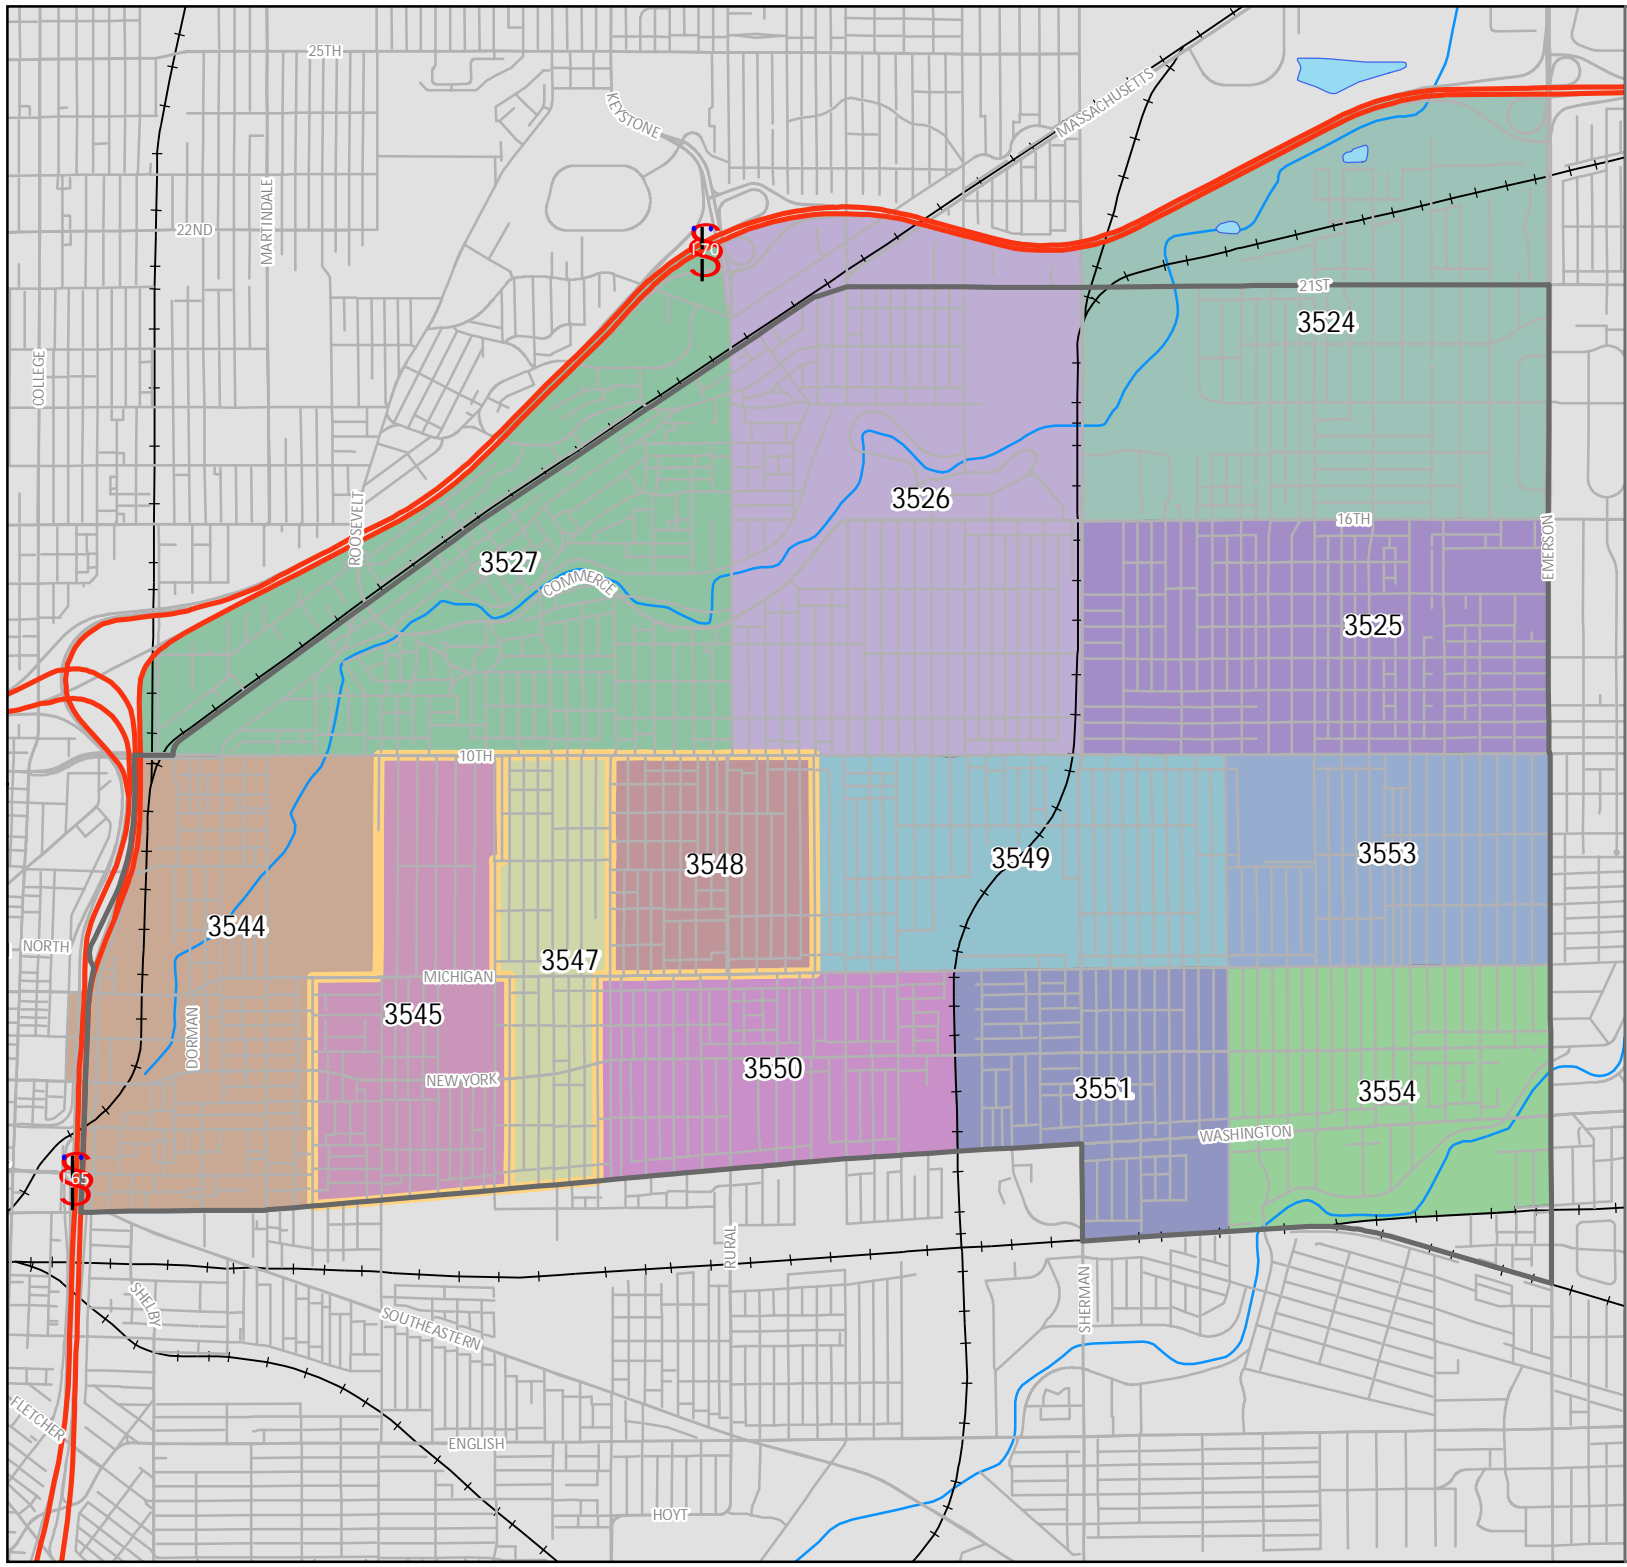 25TH
KEYSTONE
MASSACHUSETTS
MARTINDALE
22ND
I-70
21ST
3524
COLLEGE
3526
16TH
ROOSEVELT
EMERSON
3527
COMMERCE
3525
10TH
3548
3549
3553
3544
NORTH
3547
MICHIGAN
3545
DORMAN
3550
NEW YORK
3551
3554
WASHINGTON
I-65
RURAL
SHELBY
SHERMAN
SOUTHEASTERN
FLETCHER
ENGLISH
HOYT